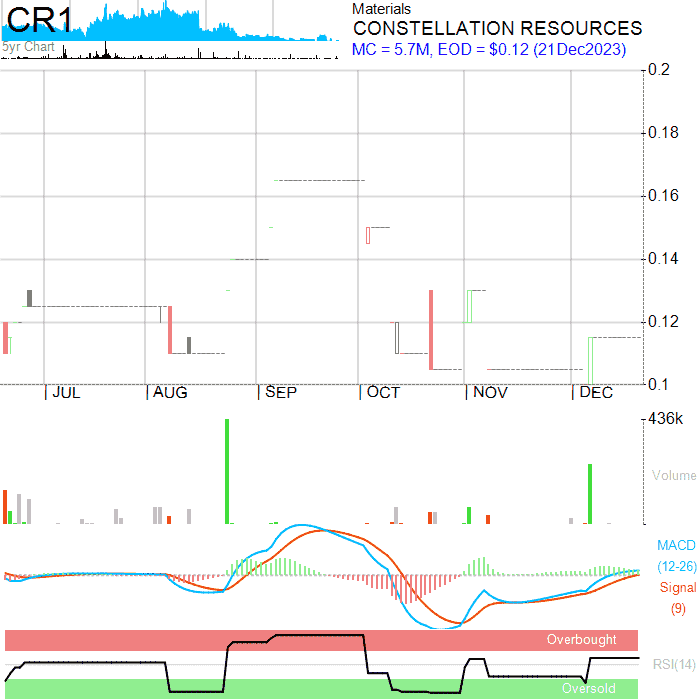 CR1
5yr Chart
Materials
CONSTELLATION RESOURCES
MC = 5.7M, EOD = $0.12 (21Dec2023)
0.2
0.18
0.16
0.14
0.12
0.1
JUL AUG SEP OCT NOV DEC
436k
Volume
MACD
(12-26)
Signal
(9)
Overbought
RSI(14)
Oversold